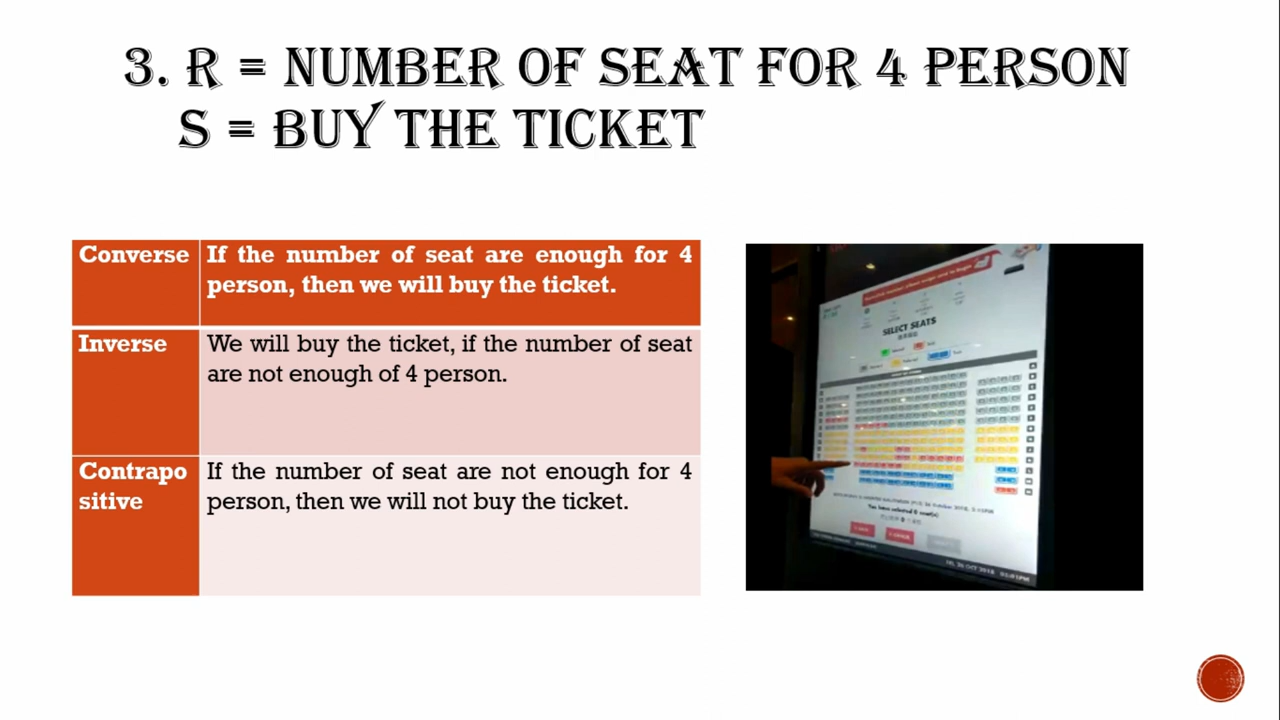 3. R = NUMBER OF SEAT FOR 4 PERSON
S = BUY THE TICKET
Converse
If the number of seat are enough for 4
person, then we will buy the ticket.
Inverse
We will buy the ticket, if the number of seat
are not enough of 4 person.
Contrapo
sitive
If the number of seat are not enough for 4
person, then we will not buy the ticket.
SELECT SEATS